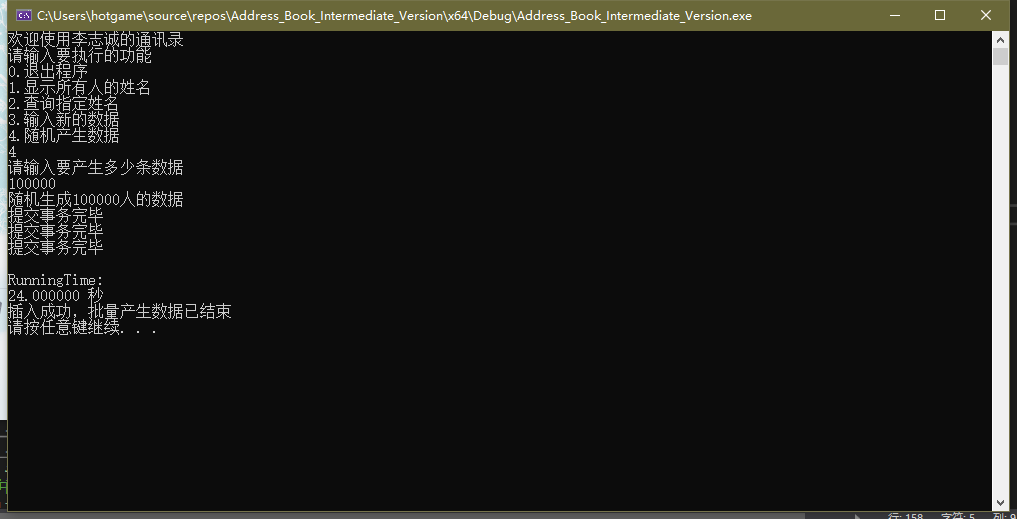 C:\Users\hotgame\source\repos\Address_Book_Intermediate_Version\x64\Debug\Address_Book_Intermediate_Version.exe
欢迎使用李志诚的通讯录
请输入要执行的功能
0.退出程序
1.显示所有人的姓名
2.查询指定姓名
3.输入新的数据
4.随机产生数据
4
请输入要产生多少条数据
100000
随机生成100000人的数据
提交事务完毕
提交事务完毕
提交事务完毕
RunningTime:
24.000000 秒
插入成功，批量产生数据已结束
请按任意键继续. . .
行: 158 字符: 5 列: 9